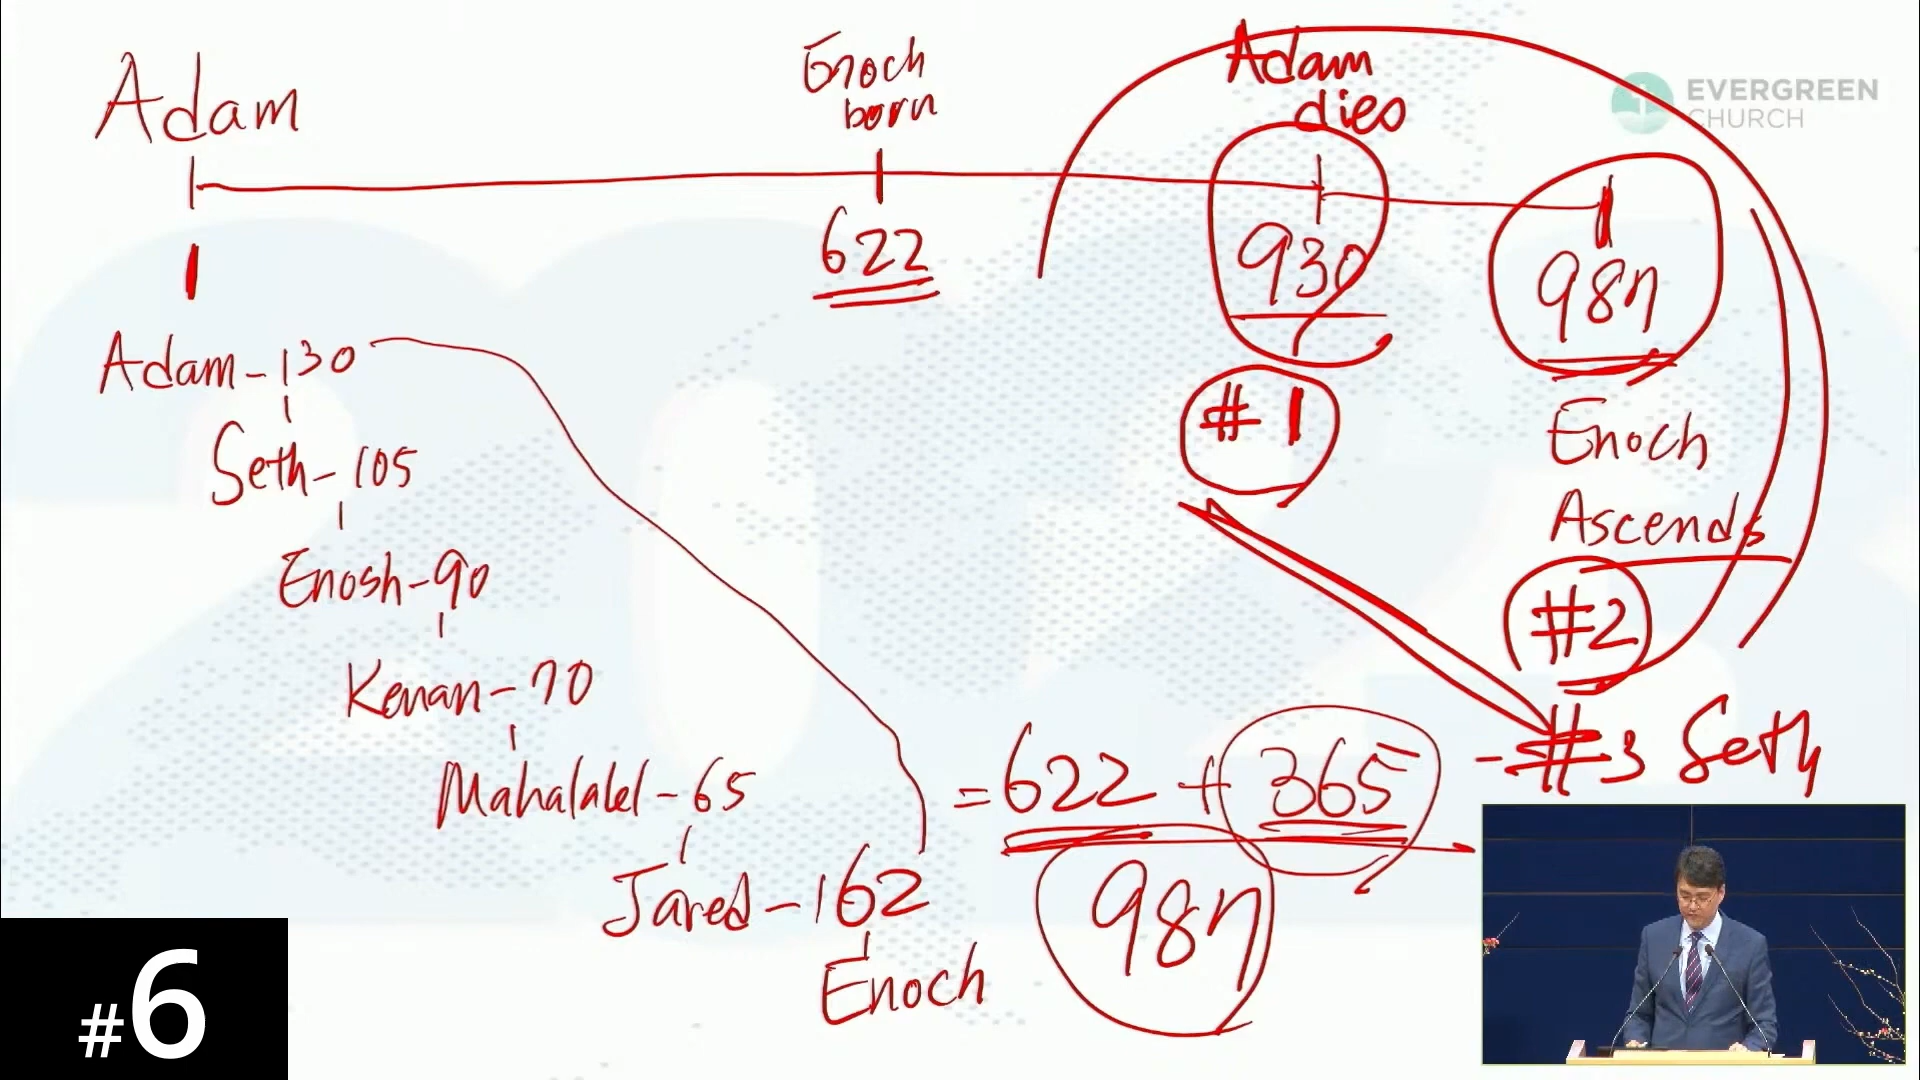 Adam
Enoch
born
Adam
dies
EVERGREEN
CHURCH
1
622
930
987
Adam-130
Seth-105
Enosh-90
Kenan-70
Mahalalel-65
Jared-162
Enoch
#1
Enoch
Ascends
#2
#3 Seth
=622+365
987
#6